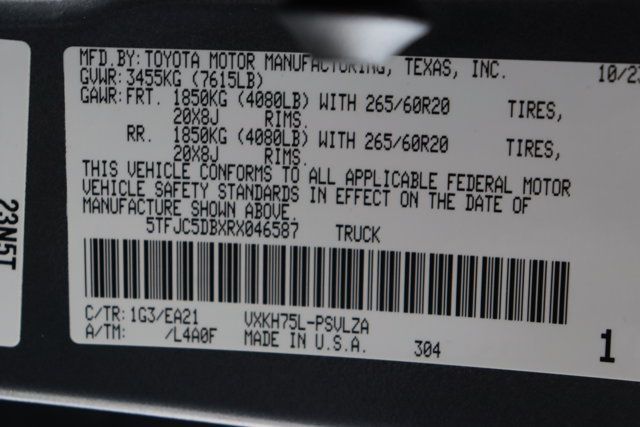 MFD.BY: TOYOTA MOTOR MANUFACTURING, TEXAS, INC. 10/23
GVWR: 3455KG (7615LB)
GAWR: FRT. 1850KG (4080LB) WITH 265/60R20 TIRES,
20X8J RIMS.
RR. 1850KG (4080LB) WITH 265/60R20 TIRES,
20X8J RIMS.
THIS VEHICLE CONFORMS TO ALL APPLICABLE FEDERAL MOTOR
VEHICLE SAFETY STANDARDS IN EFFECT ON THE DATE OF
MANUFACTURE SHOWN ABOVE.
5TFJC5DBXRX046587 TRUCK
C/TR: 1G3/EA21 VXKH75L-PSVLZA
A/TM: /L4A0F MADE IN U.S.A. 304
1
23N5T